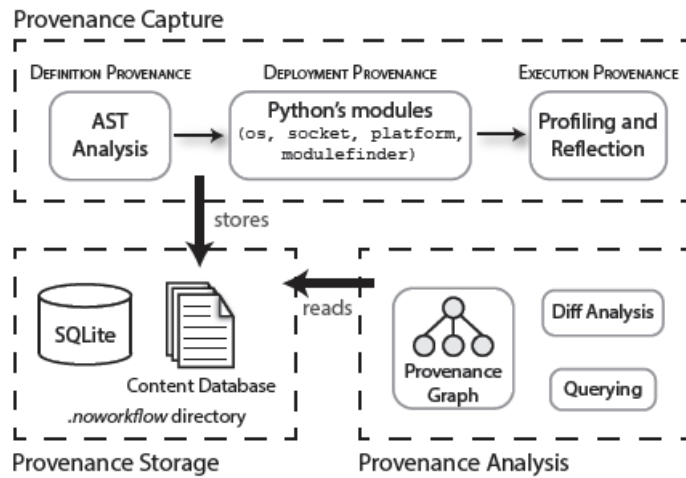 Provenance Capture
DEFINITION PROVENANCE
DEPLOYMENT PROVENANCE
EXECUTION PROVENANCE
AST
Analysis
Python's modules
(os, socket, platform,
modulefinder)
Profiling and
Reflection
stores
reads
SQLite
Content Database
.noworkflow directory
Provenance
Graph
Diff Analysis
Querying
Provenance Storage
Provenance Analysis